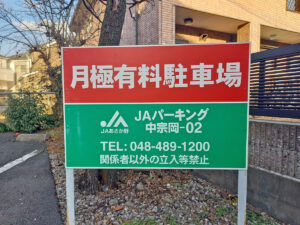 月極有料駐車場
JAあさか野
JAパーキング
中宗岡-02
TEL: 048-489-1200
関係者以外の立入等禁止